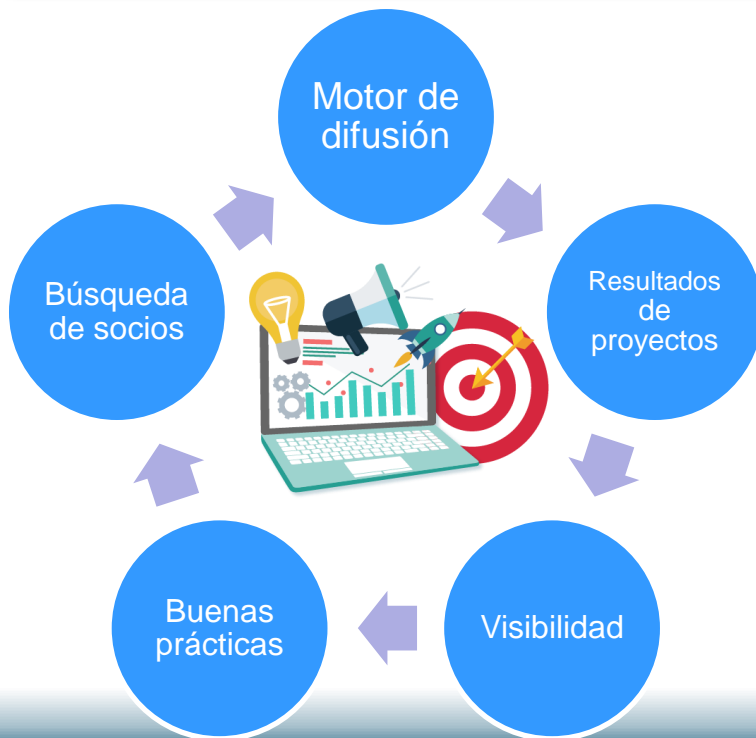 Motor de
difusión
Resultados
de
proyectos
Visibilidad
Buenas
prácticas
Búsqueda
de socios